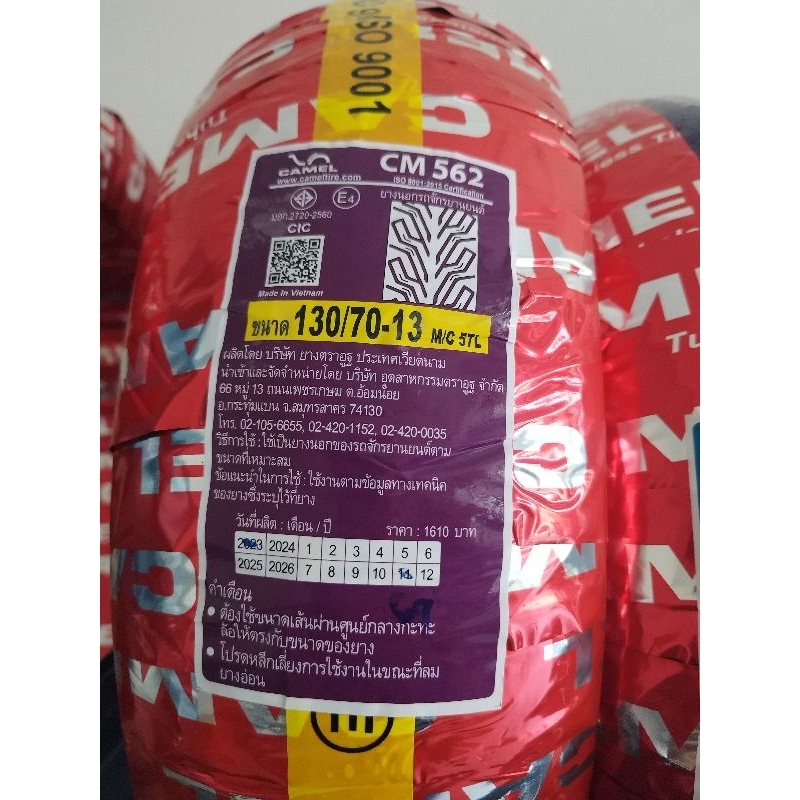 ISO 9001
CAMEL
www.cameltire.com
CM 562
ISO 9001:2015 Certification
E4
มอก.2720-2560
CIC
ยางนอกรถจักรยานยนต์
Made in Vietnam
ขนาด 130/70-13 M/C 5TL
ผลิตโดย บริษัท ยางตราอูฐ ประเทศเวียดนาม
นำเข้าและจัดจำหน่ายโดย บริษัท อุตสาหกรรมตราอูฐ จำกัด
66 หมู่ 13 ถนนเพชรเกษม ต.อ้อมน้อย
อ.กระทุ่มแบน จ.สมุทรสาคร 74130
โทร. 02-105-6655, 02-420-1152, 02-420-0035
วิธีการใช้ : ใช้เป็นยางนอกของรถจักรยานยนต์ตาม
ขนาดที่เหมาะสม
ข้อแนะนำในการใช้ : ใช้งานตามข้อมูลทางเทคนิค
ของยางซึ่งระบุไว้ที่ยาง
วันที่ผลิต : เดือน / ปี ราคา : 1610 บาท
2023 2024 1 2 3 4 5 6
2025 2026 7 8 9 10 11 12
คำเตือน
• ต้องใช้ขนาดเส้นผ่านศูนย์กลางกะทะ
ล้อให้ตรงกับขนาดของยาง
• โปรดหลีกเลี่ยงการใช้งานในขณะที่ลม
ยางอ่อน